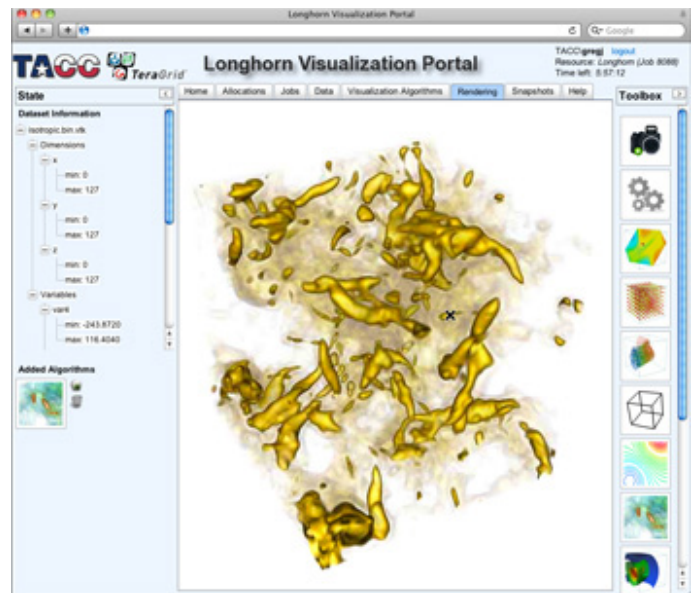 Longhorn Visualization Portal
Google
TACC TeraGrid
Longhorn Visualization Portal
TACC\gregj logout
Resource: Longhorn (Job 8088)
Time left: 5:57:12
State
Home Allocations Jobs Data Visualization Algorithms Rendering Snapshots Help
Toolbox
Dataset Information
isotropic.bin.vtk
Dimensions
x
min: 0
max: 127
y
min: 0
max: 127
z
min: 0
max: 127
Variables
var4
min: -243.8720
max: 116.4040
Added Algorithms